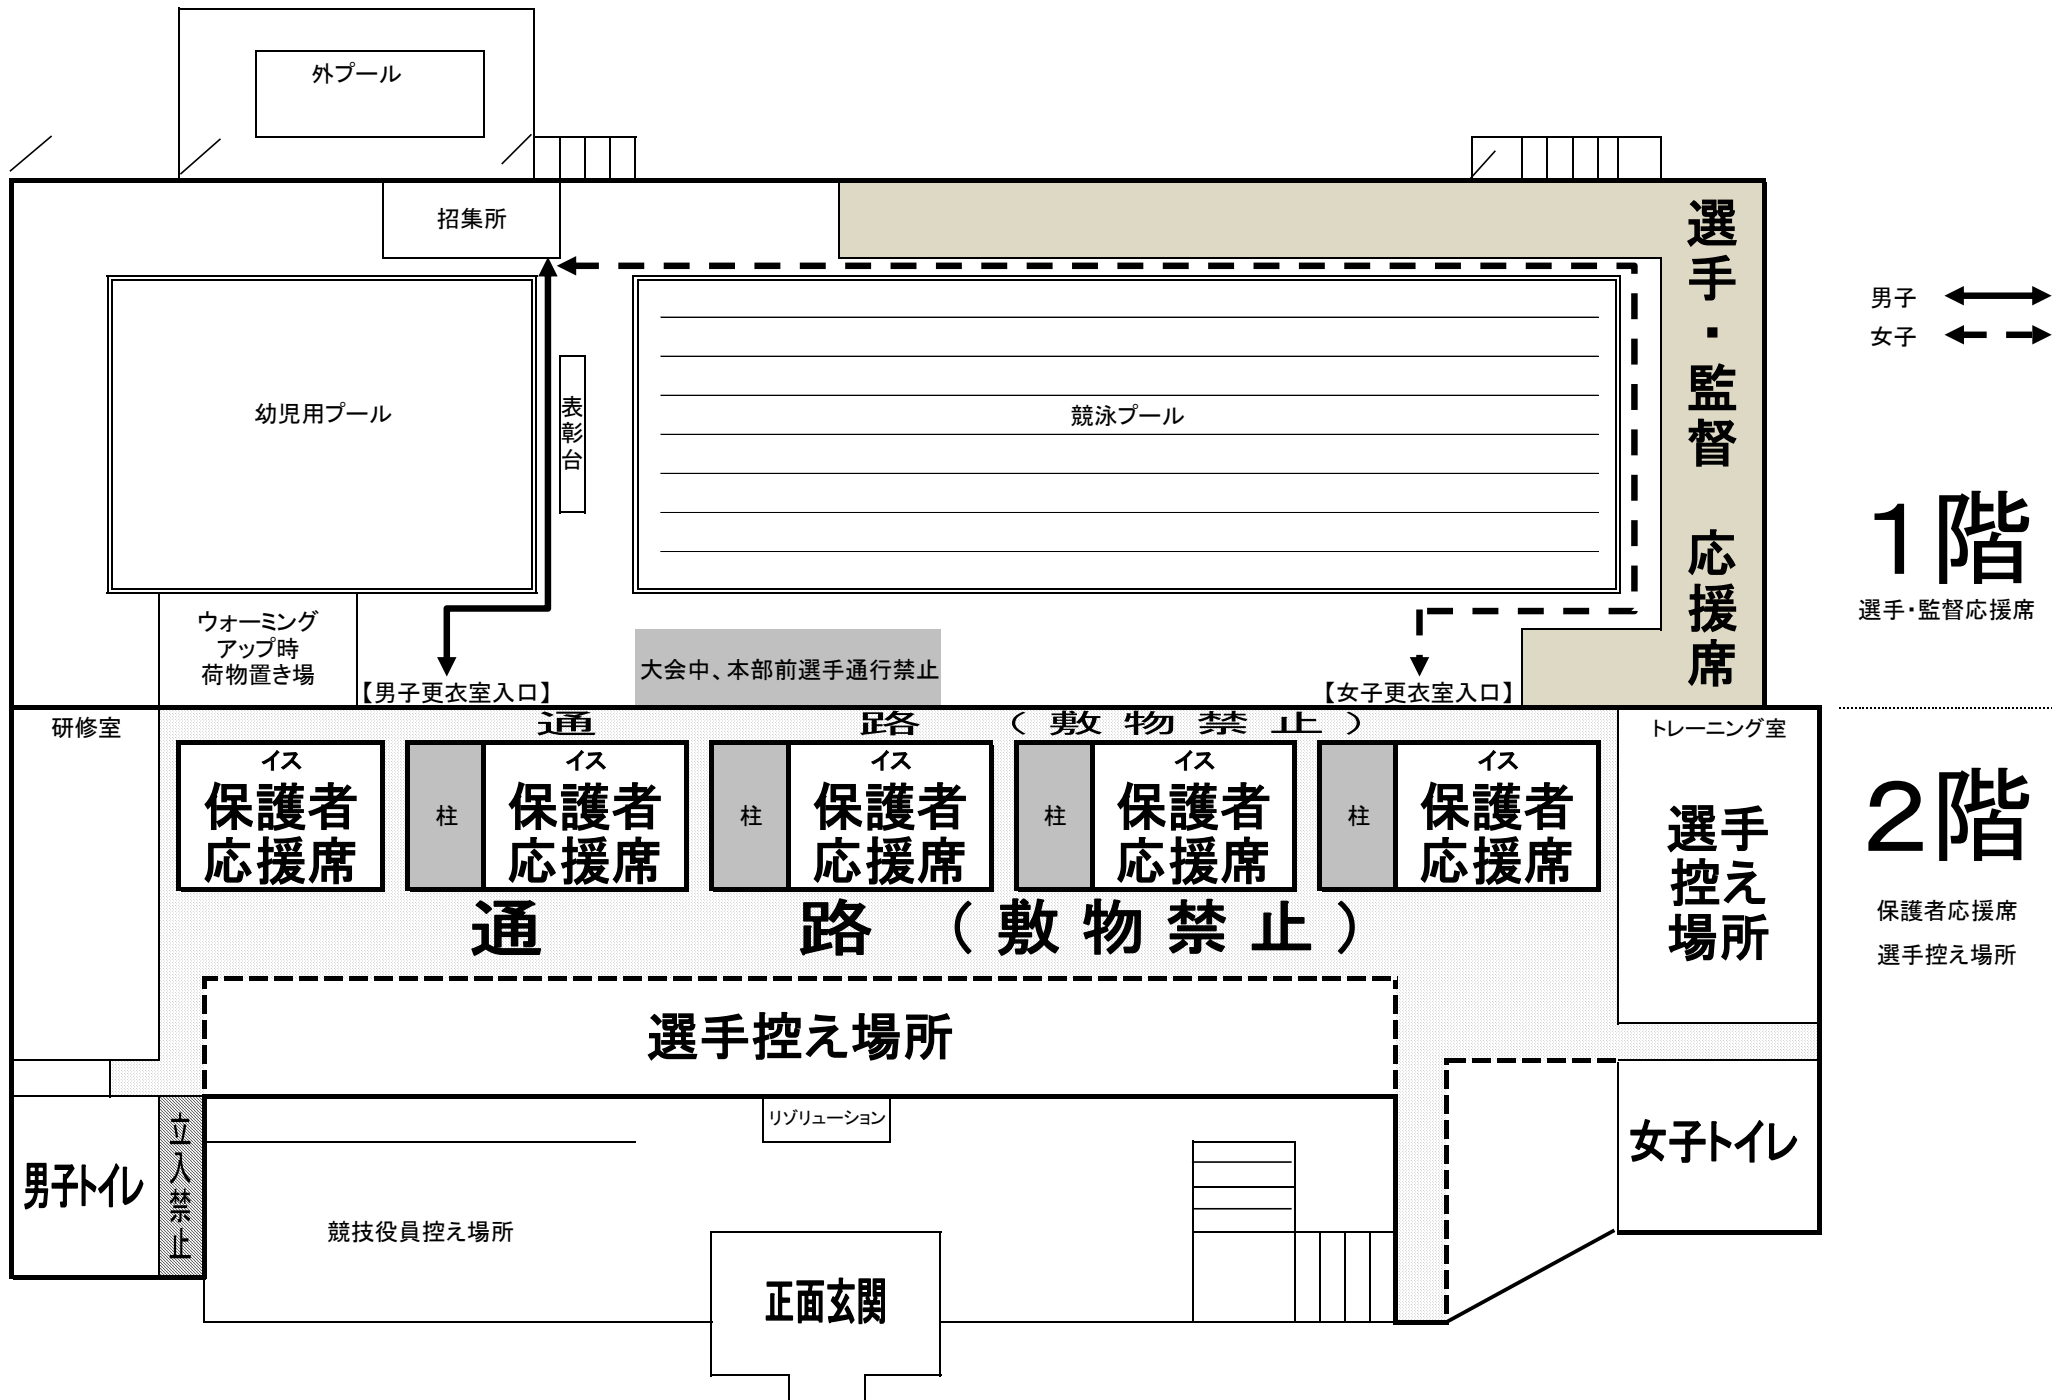 外プール
招集所
選手・監督 応援席
男子
女子
幼児用プール
表彰台
競泳プール
1階
選手・監督応援席
ウォーミング
アップ時
荷物置き場
大会中、本部前選手通行禁止
【男子更衣室入口】
【女子更衣室入口】
研修室
通 路 （敷物禁止）
トレーニング室
イス
保護者
応援席
柱
イス
保護者
応援席
柱
イス
保護者
応援席
柱
イス
保護者
応援席
柱
イス
保護者
応援席
選手
控え
場所
2階
保護者応援席
選手控え場所
通 路 （敷物禁止）
選手控え場所
リゾリューション
立入禁止
男子トイレ
女子トイレ
競技役員控え場所
正面玄関